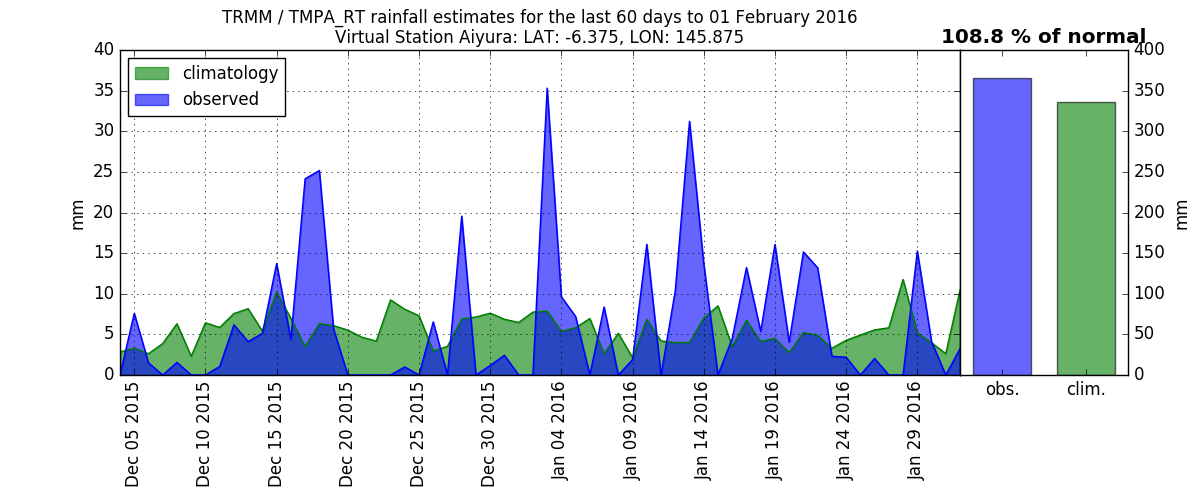 TRMM / TMPA_RT rainfall estimates for the last 60 days to 01 February 2016
Virtual Station Aiyura: LAT: -6.375, LON: 145.875
108.8 % of normal
climatology
observed
mm
40
35
30
25
20
15
10
5
0
Dec 05 2015
Dec 10 2015
Dec 15 2015
Dec 20 2015
Dec 25 2015
Dec 30 2015
Jan 04 2016
Jan 09 2016
Jan 14 2016
Jan 19 2016
Jan 24 2016
Jan 29 2016
obs.
clim.
400
350
300
250
200
150
100
50
0
mm